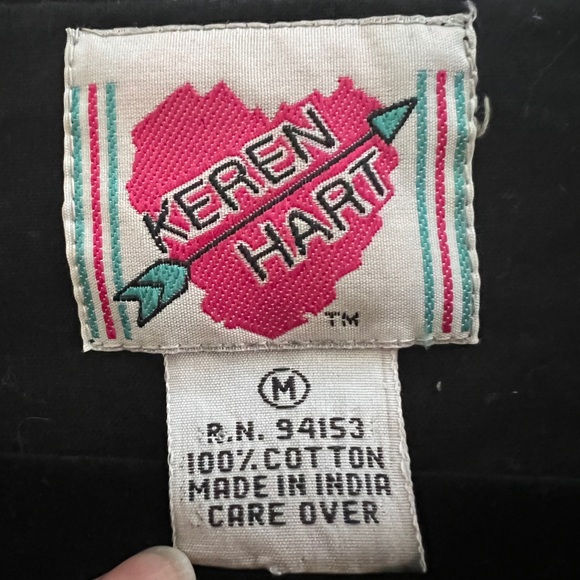 KEREN
HART
TM
M
R.N. 94153
100% COTTON
MADE IN INDIA
CARE OVER